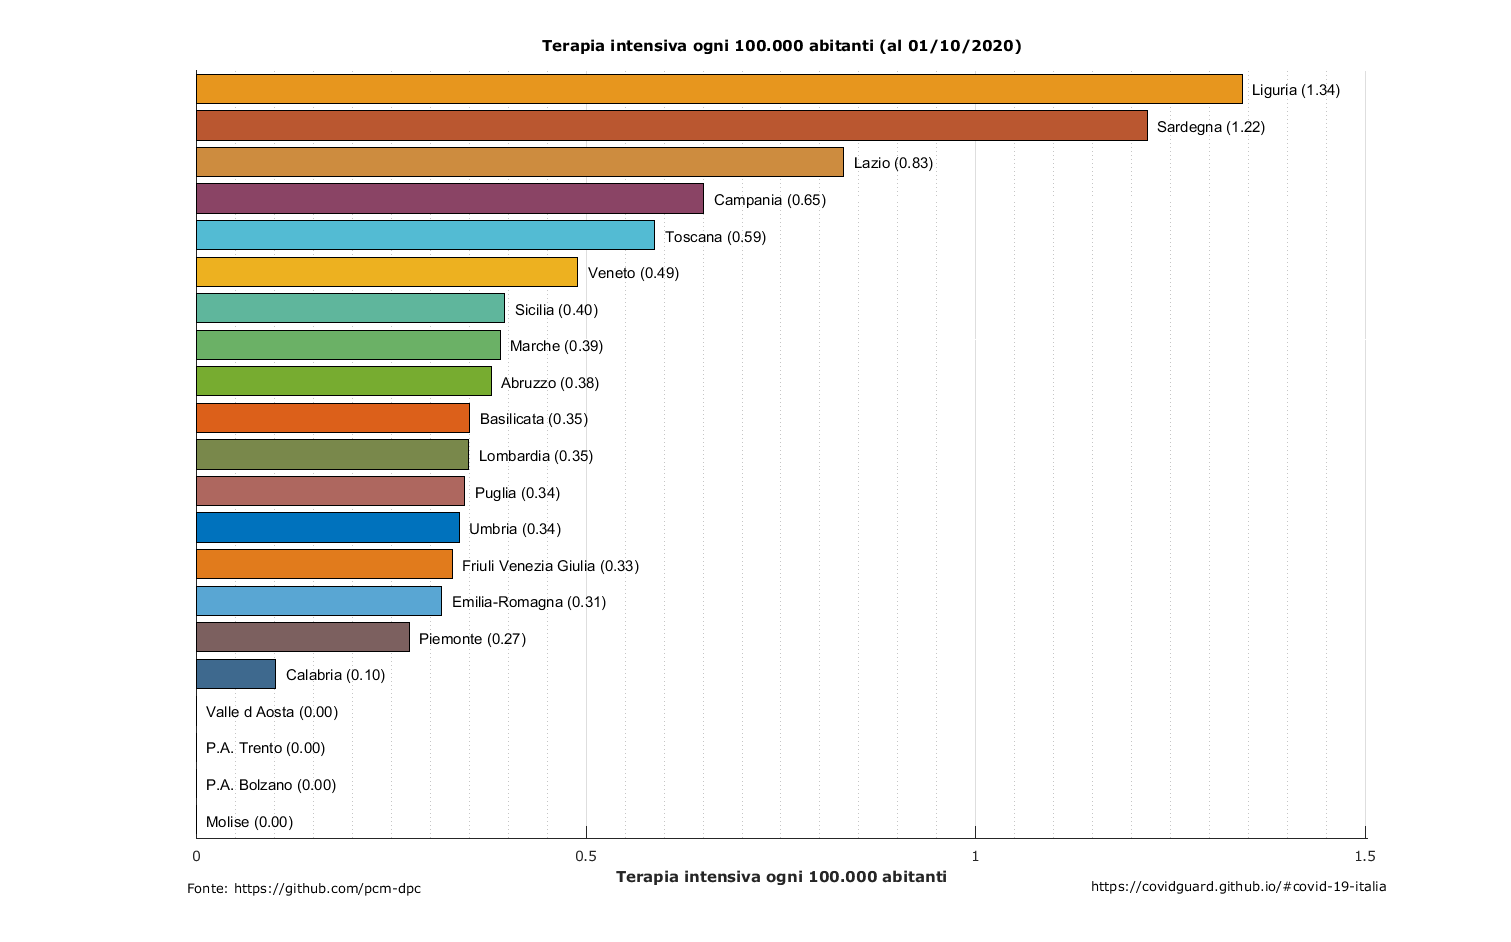 Terapia intensiva ogni 100.000 abitanti (al 01/10/2020)
Liguria (1.34)
Sardegna (1.22)
Lazio (0.83)
Campania (0.65)
Toscana (0.59)
Veneto (0.49)
Sicilia (0.40)
Marche (0.39)
Abruzzo (0.38)
Basilicata (0.35)
Lombardia (0.35)
Puglia (0.34)
Umbria (0.34)
Friuli Venezia Giulia (0.33)
Emilia-Romagna (0.31)
Piemonte (0.27)
Calabria (0.10)
Valle d Aosta (0.00)
P.A. Trento (0.00)
P.A. Bolzano (0.00)
Molise (0.00)
0 0.5 1 1.5
Terapia intensiva ogni 100.000 abitanti
Fonte: https://github.com/pcm-dpc
https://covidguard.github.io/#covid-19-italia